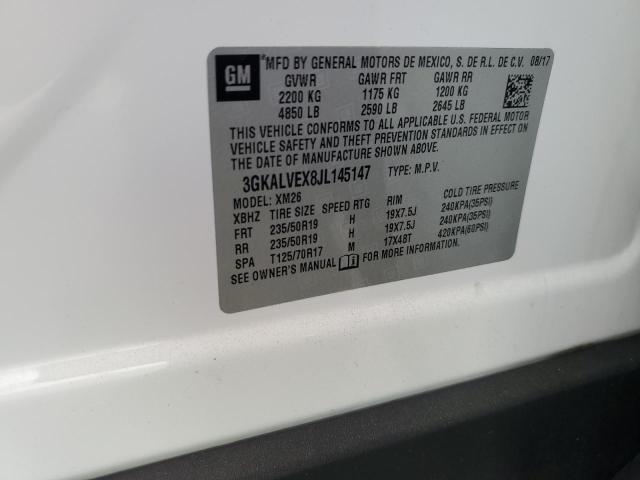 GM
MFD BY GENERAL MOTORS DE MEXICO, S. DE R.L. DE C.V. 08/17
GVWR GAWR FRT GAWR RR
2200 KG 1175 KG 1200 KG
4850 LB 2590 LB 2645 LB
THIS VEHICLE CONFORMS TO ALL APPLICABLE U.S. FEDERAL MOTOR
VEHICLE SAFETY AND THEFT PREVENTION STANDARDS IN EFFECT ON
THE DATE OF MANUFACTURE SHOWN ABOVE.
3GKALVEX8JL145147 TYPE: M.P.V.
MODEL: XM26
XBHZ TIRE SIZE SPEED RTG RIM COLD TIRE PRESSURE
FRT 235/50R19 H 19X7.5J 240KPA(35PSI)
RR 235/50R19 H 19X7.5J 240KPA(35PSI)
SPA T125/70R17 M 17X48T 420KPA(60PSI)
SEE OWNER'S MANUAL FOR MORE INFORMATION.